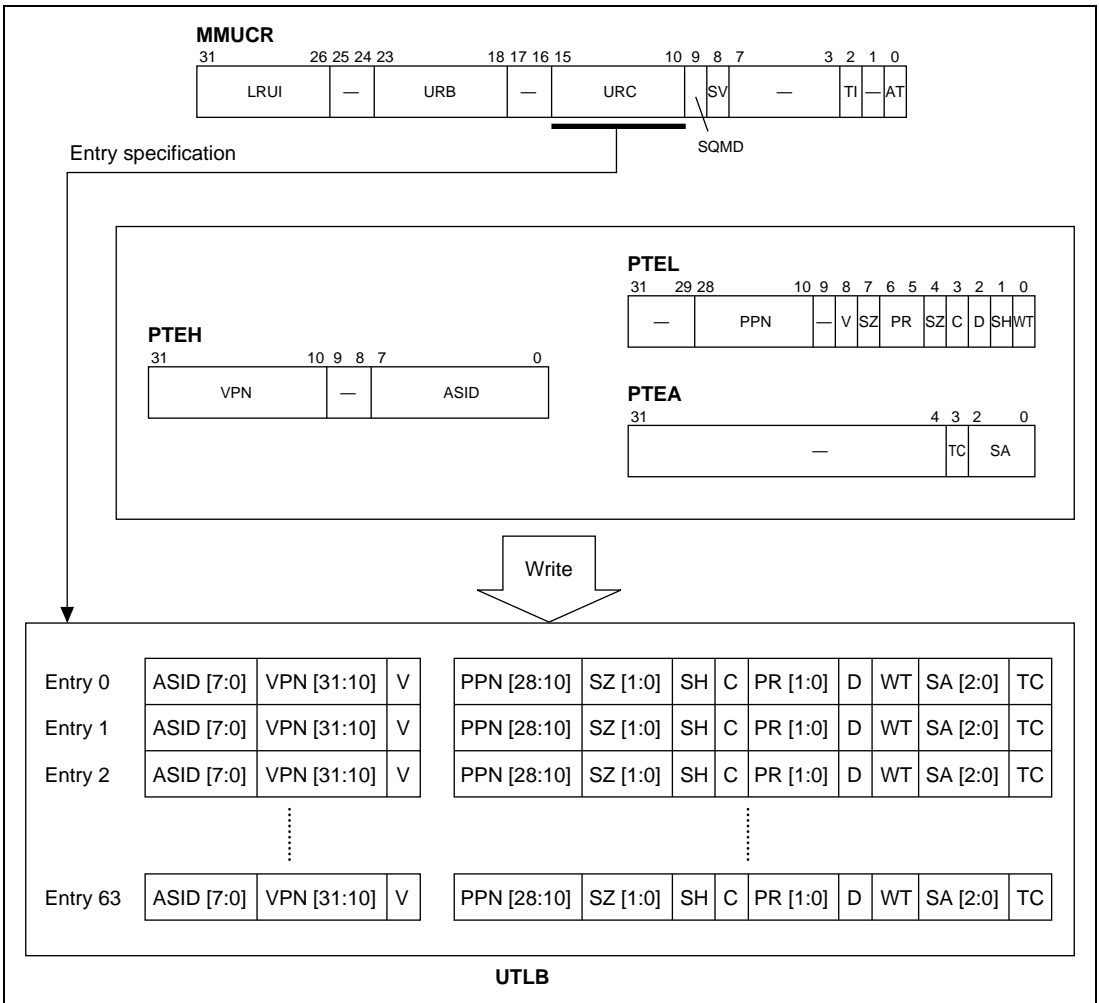 MMUCR
31 26 25 24 23 18 17 16 15 10 9 8 7 3 2 1 0
LRUI — URB — URC SV — TI — AT
SQMD
Entry specification
PTEL
31 29 28 10 9 8 7 6 5 4 3 2 1 0
— PPN — V SZ PR SZ C D SH WT
PTEH
31 10 9 8 7 0
VPN — ASID
PTEA
31 4 3 2 0
— TC SA
Write
Entry 0 ASID [7:0] VPN [31:10] V PPN [28:10] SZ [1:0] SH C PR [1:0] D WT SA [2:0] TC
Entry 1 ASID [7:0] VPN [31:10] V PPN [28:10] SZ [1:0] SH C PR [1:0] D WT SA [2:0] TC
Entry 2 ASID [7:0] VPN [31:10] V PPN [28:10] SZ [1:0] SH C PR [1:0] D WT SA [2:0] TC
Entry 63 ASID [7:0] VPN [31:10] V PPN [28:10] SZ [1:0] SH C PR [1:0] D WT SA [2:0] TC
UTLB